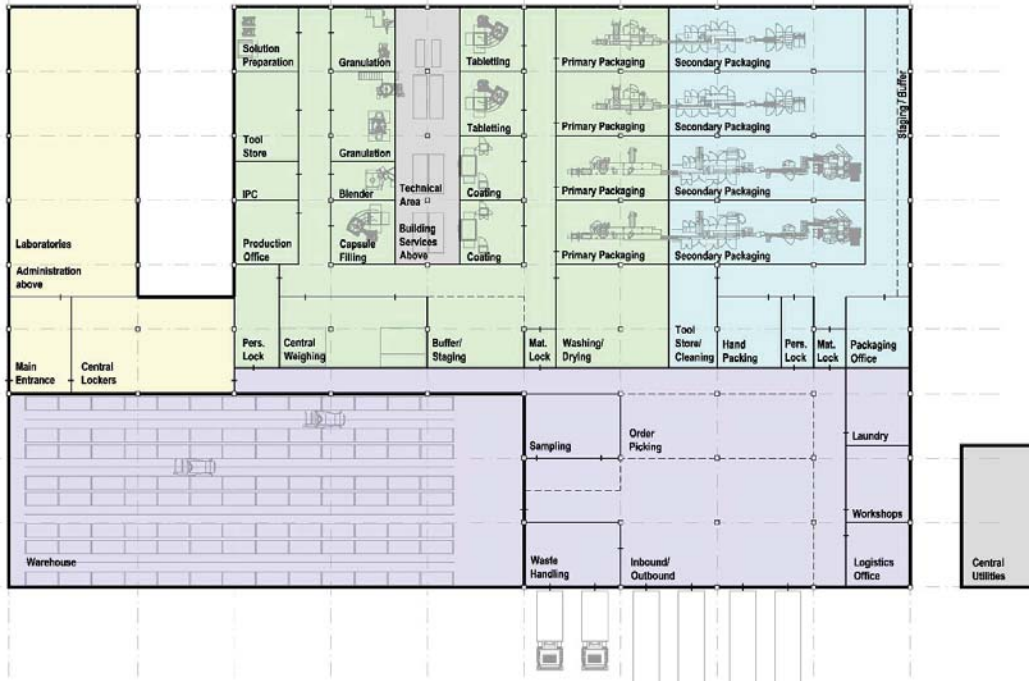 Solution
Preparation
Granulation
Tabletting
Primary Packaging
Secondary Packaging
Staging / Buffer
Tabletting
Primary Packaging
Secondary Packaging
Tool
Store
Granulation
IPC
Blender
Technical
Area
Coating
Primary Packaging
Secondary Packaging
Laboratories
Administration
above
Production
Office
Capsule
Filling
Building
Services
Above
Coating
Primary Packaging
Secondary Packaging
Main
Entrance
Central
Lockers
Pers.
Lock
Central
Weighing
Buffer/
Staging
Mat.
Lock
Washing/
Drying
Tool
Store/
Cleaning
Hand
Packing
Pers.
Lock
Mat.
Lock
Packaging
Office
Sampling
Order
Picking
Laundry
Workshops
Warehouse
Waste
Handling
Inbound/
Outbound
Logistics
Office
Central
Utilities